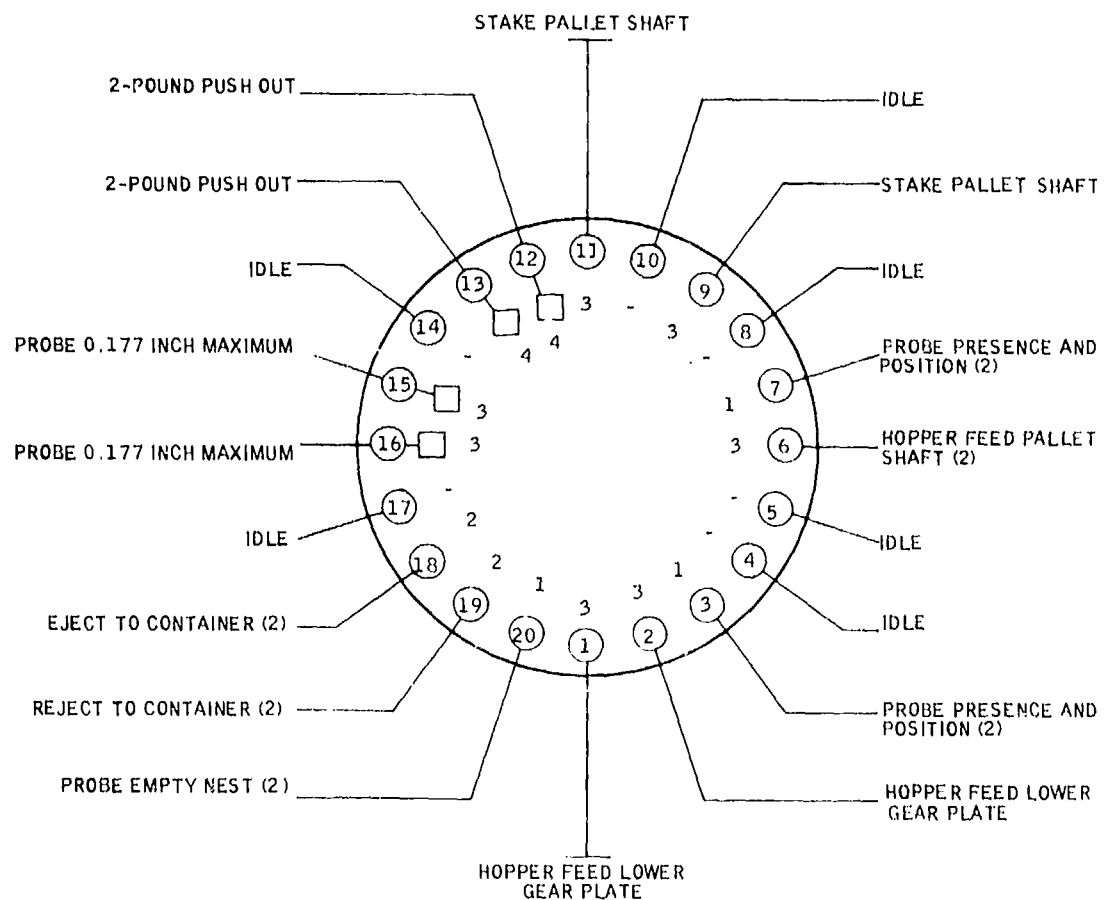 STAKE PALLET SHAFT
2-POUND PUSH OUT
IDLE
2-POUND PUSH OUT
STAKE PALLET SHAFT
IDLE
IDLE
PROBE 0.177 INCH MAXIMUM
PROBE PRESENCE AND
POSITION (2)
PROBE 0.177 INCH MAXIMUM
HOPPER FEED PALLET
SHAFT (2)
IDLE
IDLE
EJECT TO CONTAINER (2)
IDLE
REJECT TO CONTAINER (2)
PROBE PRESENCE AND
POSITION (2)
PROBE EMPTY NEST (2)
HOPPER FEED LOWER
GEAR PLATE
HOPPER FEED LOWER
GEAR PLATE
11
12
10
13
9
14
8
15
7
16
6
17
5
18
4
19
3
20
2
1
3
-
4
4
3
-
-
3
1
3
3
-
-
2
-
2
1
1
3
3